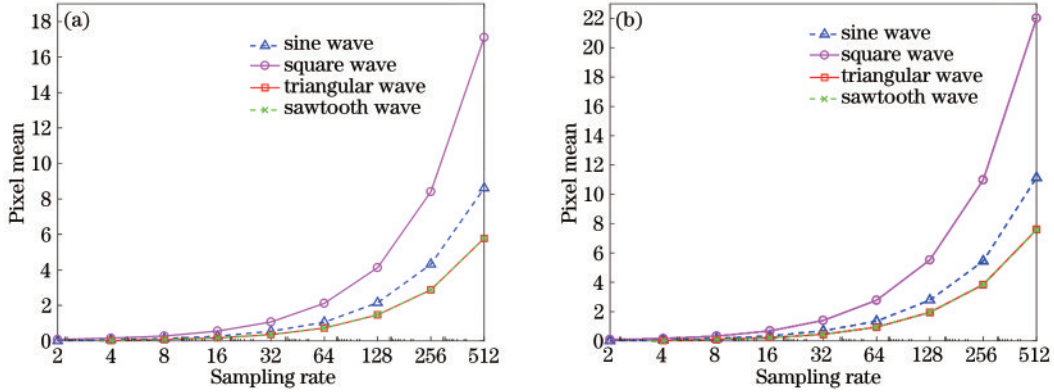 (a)
18
16
14
12
10
8
6
4
2
0
Pixel mean
sine wave
square wave
triangular wave
sawtooth wave
2 4 8 16 32 64 128 256 512
Sampling rate
(b)
22
20
18
16
14
12
10
8
6
4
2
0
Pixel mean
sine wave
square wave
triangular wave
sawtooth wave
2 4 8 16 32 64 128 256 512
Sampling rate